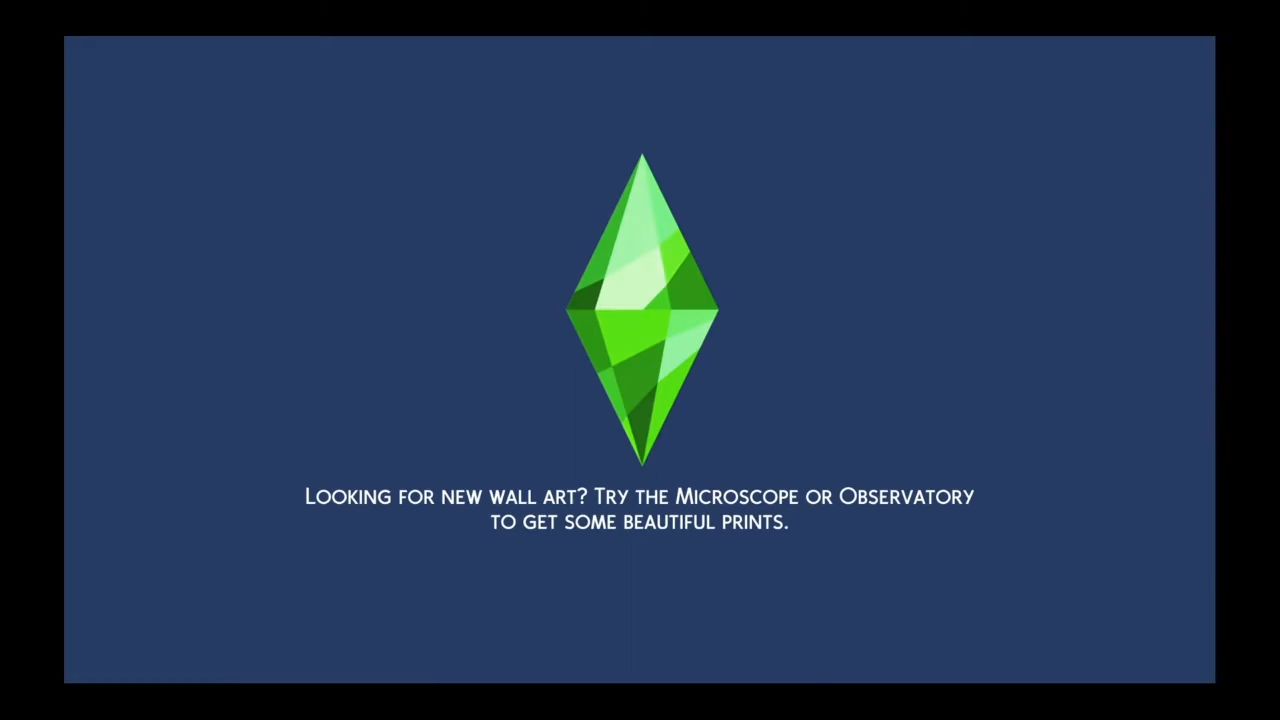 Looking for new wall art? Try the Microscope or Observatory
to get some beautiful prints.